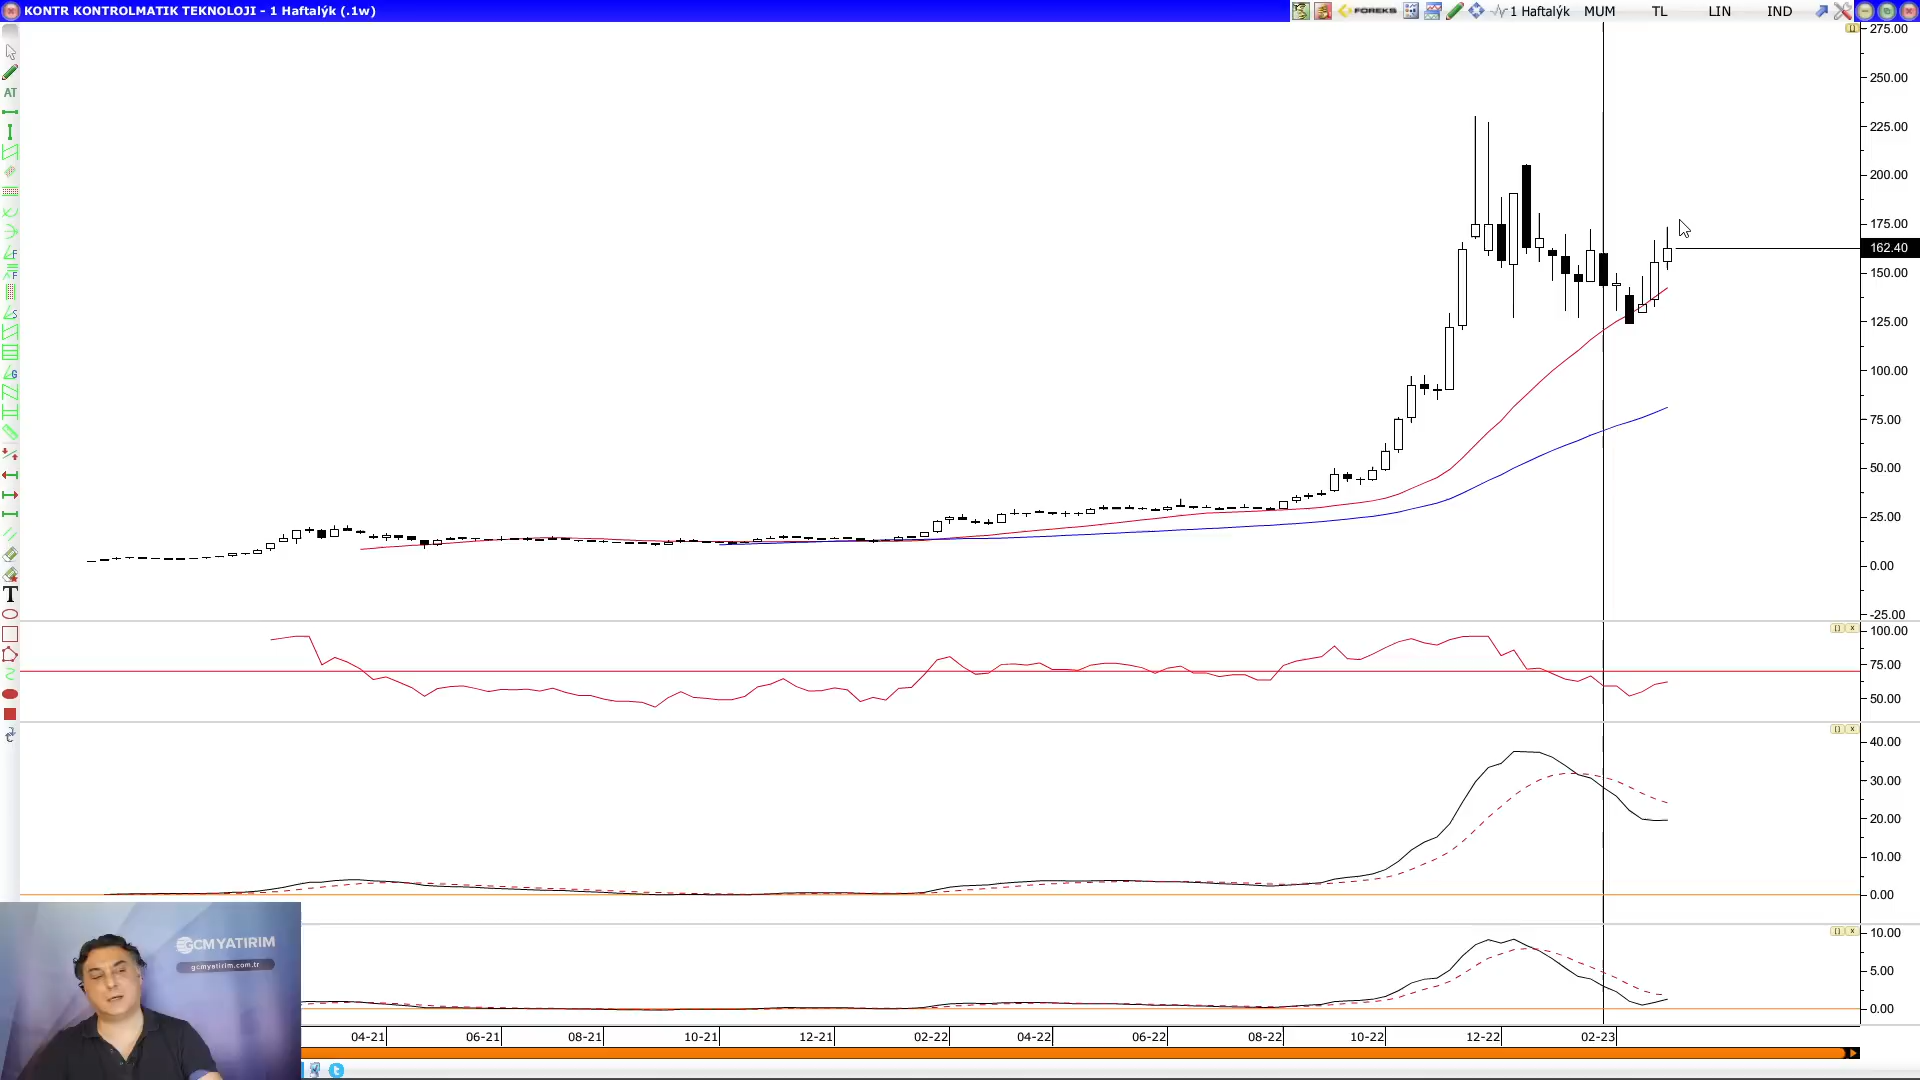 KONTR KONTROLMATIK TEKNOLOJI - 1 Haftalýk (.1w)
FOREKS
1 Haftalýk
MUM
TL
LIN
IND
AT
F
F
S
G
T
275.00
250.00
225.00
200.00
175.00
162.40
150.00
125.00
100.00
75.00
50.00
25.00
0.00
-25.00
100.00
75.00
50.00
40.00
30.00
20.00
10.00
0.00
10.00
5.00
0.00
GCM YATIRIM
gcmyatirim.com.tr
04-21
06-21
08-21
10-21
12-21
02-22
04-22
06-22
08-22
10-22
12-22
02-23